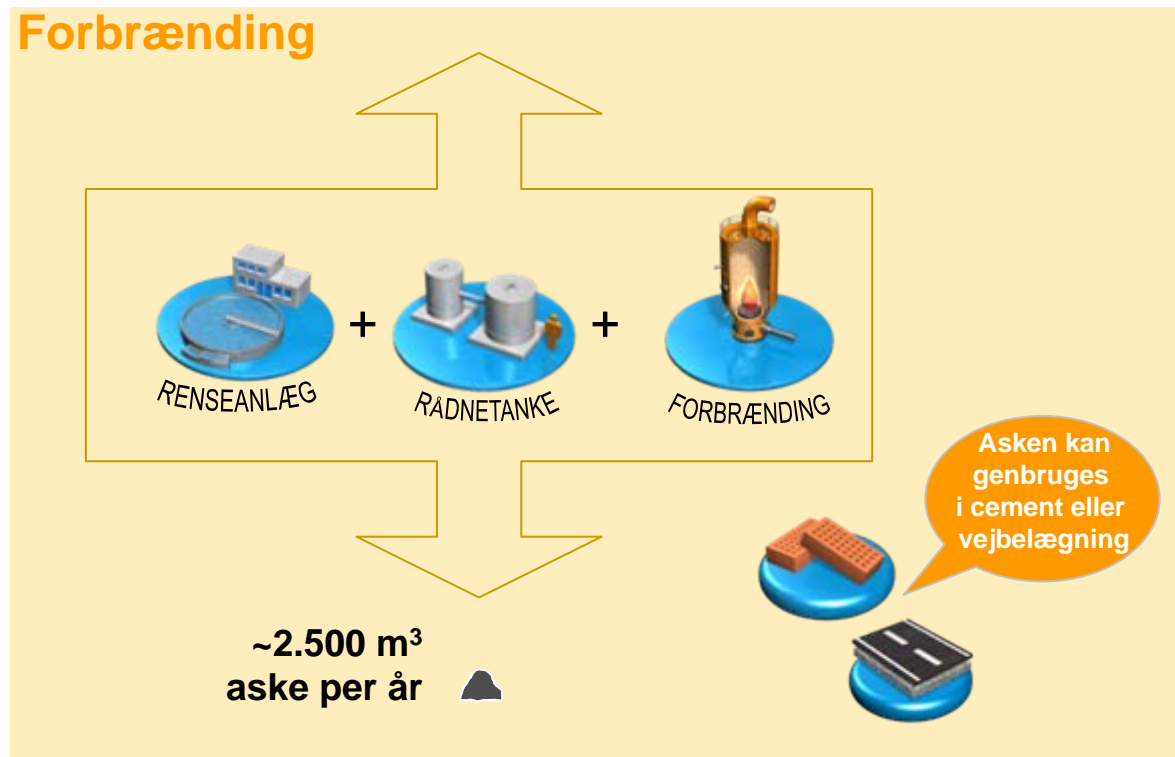 Forbrænding
+ +
RENSEANLÆG
RÅDNETANKE
FORBRÆNDING
Asken kan
genbruges
i cement eller
vejbelægning
~2.500 m³
aske per år